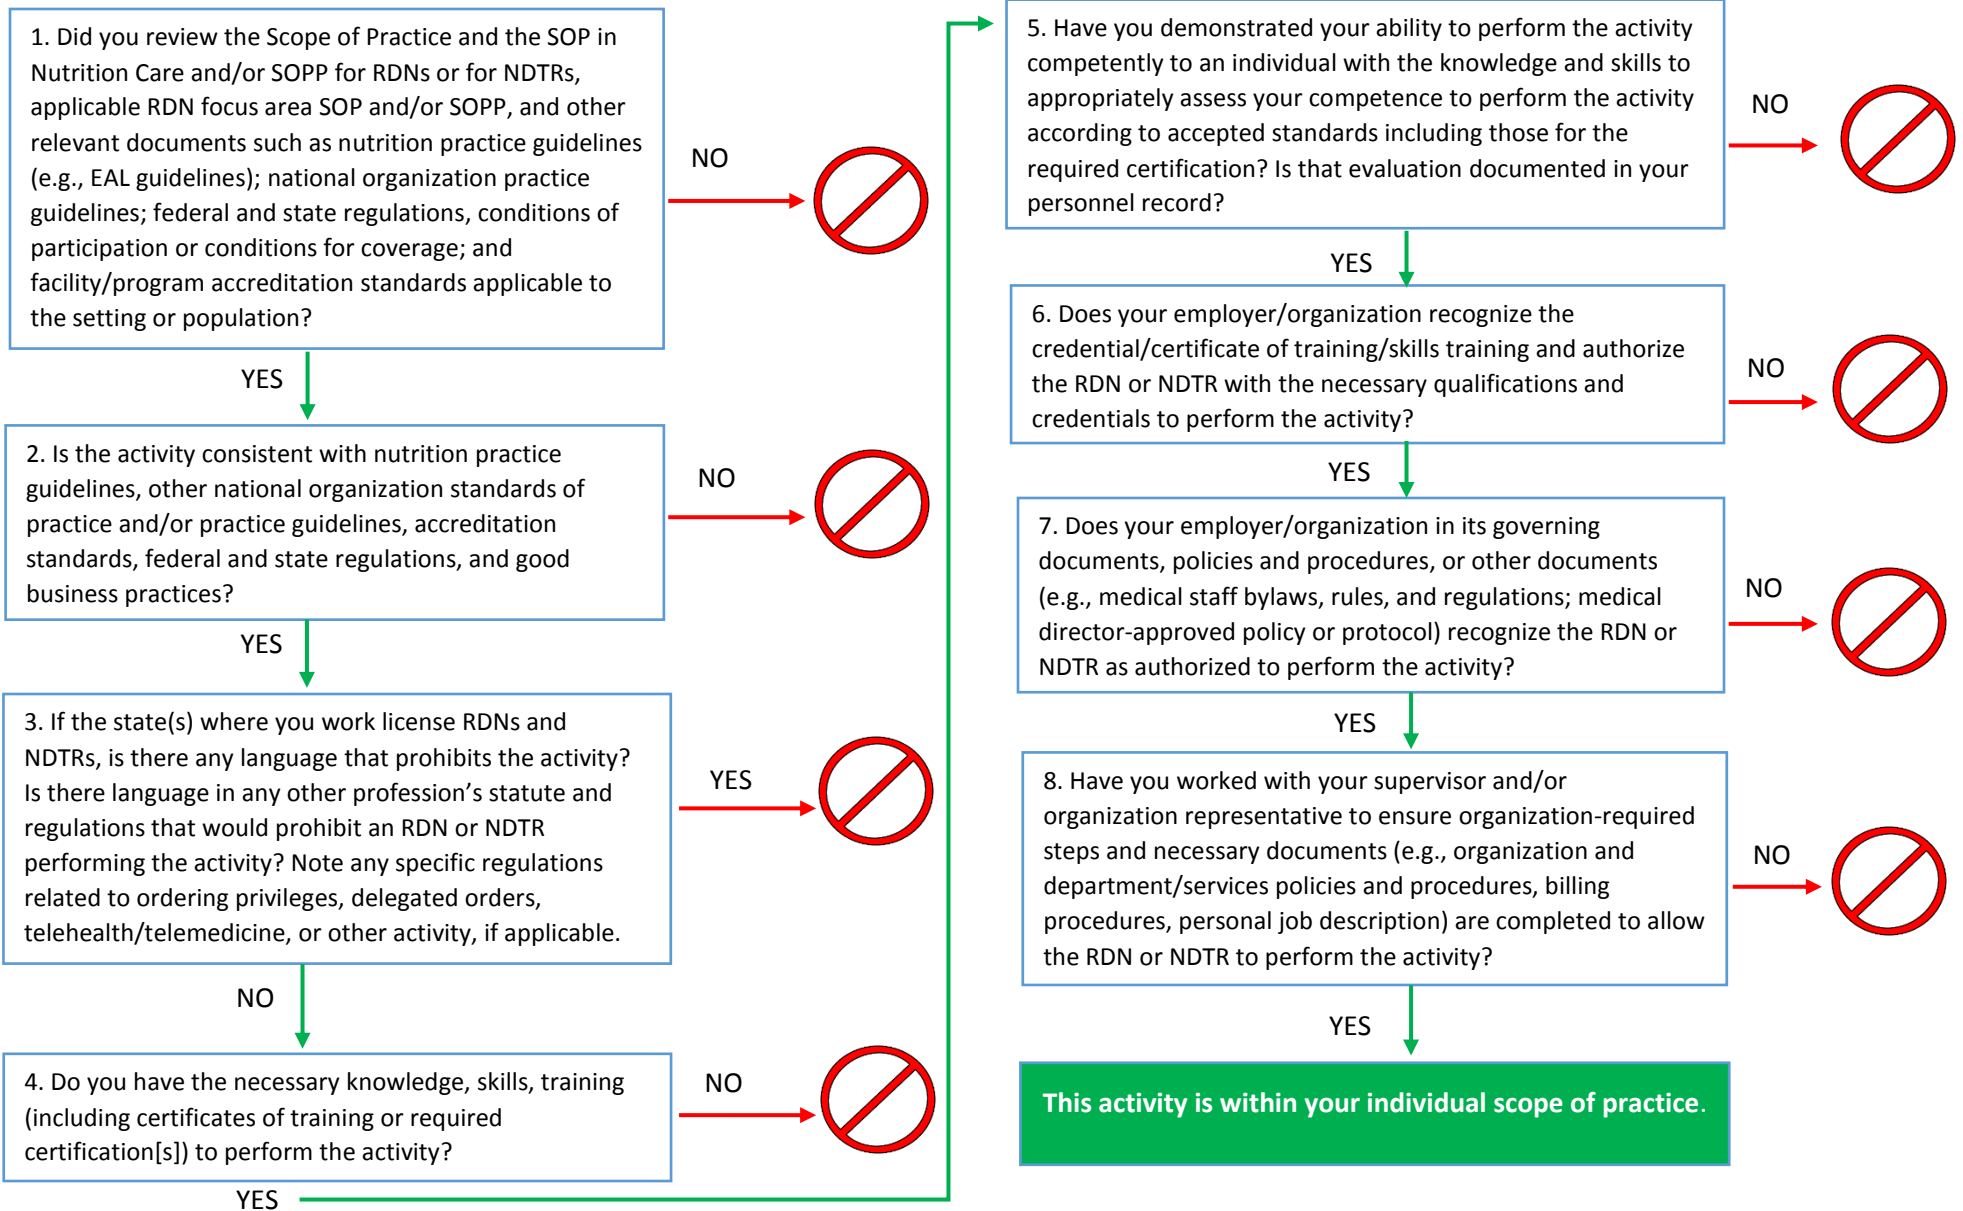 1. Did you review the Scope of Practice and the SOP in
Nutrition Care and/or SOPP for RDNs or for NDTRs,
applicable RDN focus area SOP and/or SOPP, and other
relevant documents such as nutrition practice guidelines
(e.g., EAL guidelines); national organization practice
guidelines; federal and state regulations, conditions of
participation or conditions for coverage; and
facility/program accreditation standards applicable to
the setting or population?
NO
YES
2. Is the activity consistent with nutrition practice
guidelines, other national organization standards of
practice and/or practice guidelines, accreditation
standards, federal and state regulations, and good
business practices?
NO
YES
3. If the state(s) where you work license RDNs and
NDTRs, is there any language that prohibits the activity?
Is there language in any other profession’s statute and
regulations that would prohibit an RDN or NDTR
performing the activity? Note any specific regulations
related to ordering privileges, delegated orders,
telehealth/telemedicine, or other activity, if applicable.
YES
NO
4. Do you have the necessary knowledge, skills, training
(including certificates of training or required
certification[s]) to perform the activity?
NO
YES
5. Have you demonstrated your ability to perform the activity
competently to an individual with the knowledge and skills to
appropriately assess your competence to perform the activity
according to accepted standards including those for the
required certification? Is that evaluation documented in your
personnel record?
NO
YES
6. Does your employer/organization recognize the
credential/certificate of training/skills training and authorize
the RDN or NDTR with the necessary qualifications and
credentials to perform the activity?
NO
YES
7. Does your employer/organization in its governing
documents, policies and procedures, or other documents
(e.g., medical staff bylaws, rules, and regulations; medical
director-approved policy or protocol) recognize the RDN or
NDTR as authorized to perform the activity?
NO
YES
8. Have you worked with your supervisor and/or
organization representative to ensure organization-required
steps and necessary documents (e.g., organization and
department/services policies and procedures, billing
procedures, personal job description) are completed to allow
the RDN or NDTR to perform the activity?
NO
YES
This activity is within your individual scope of practice.